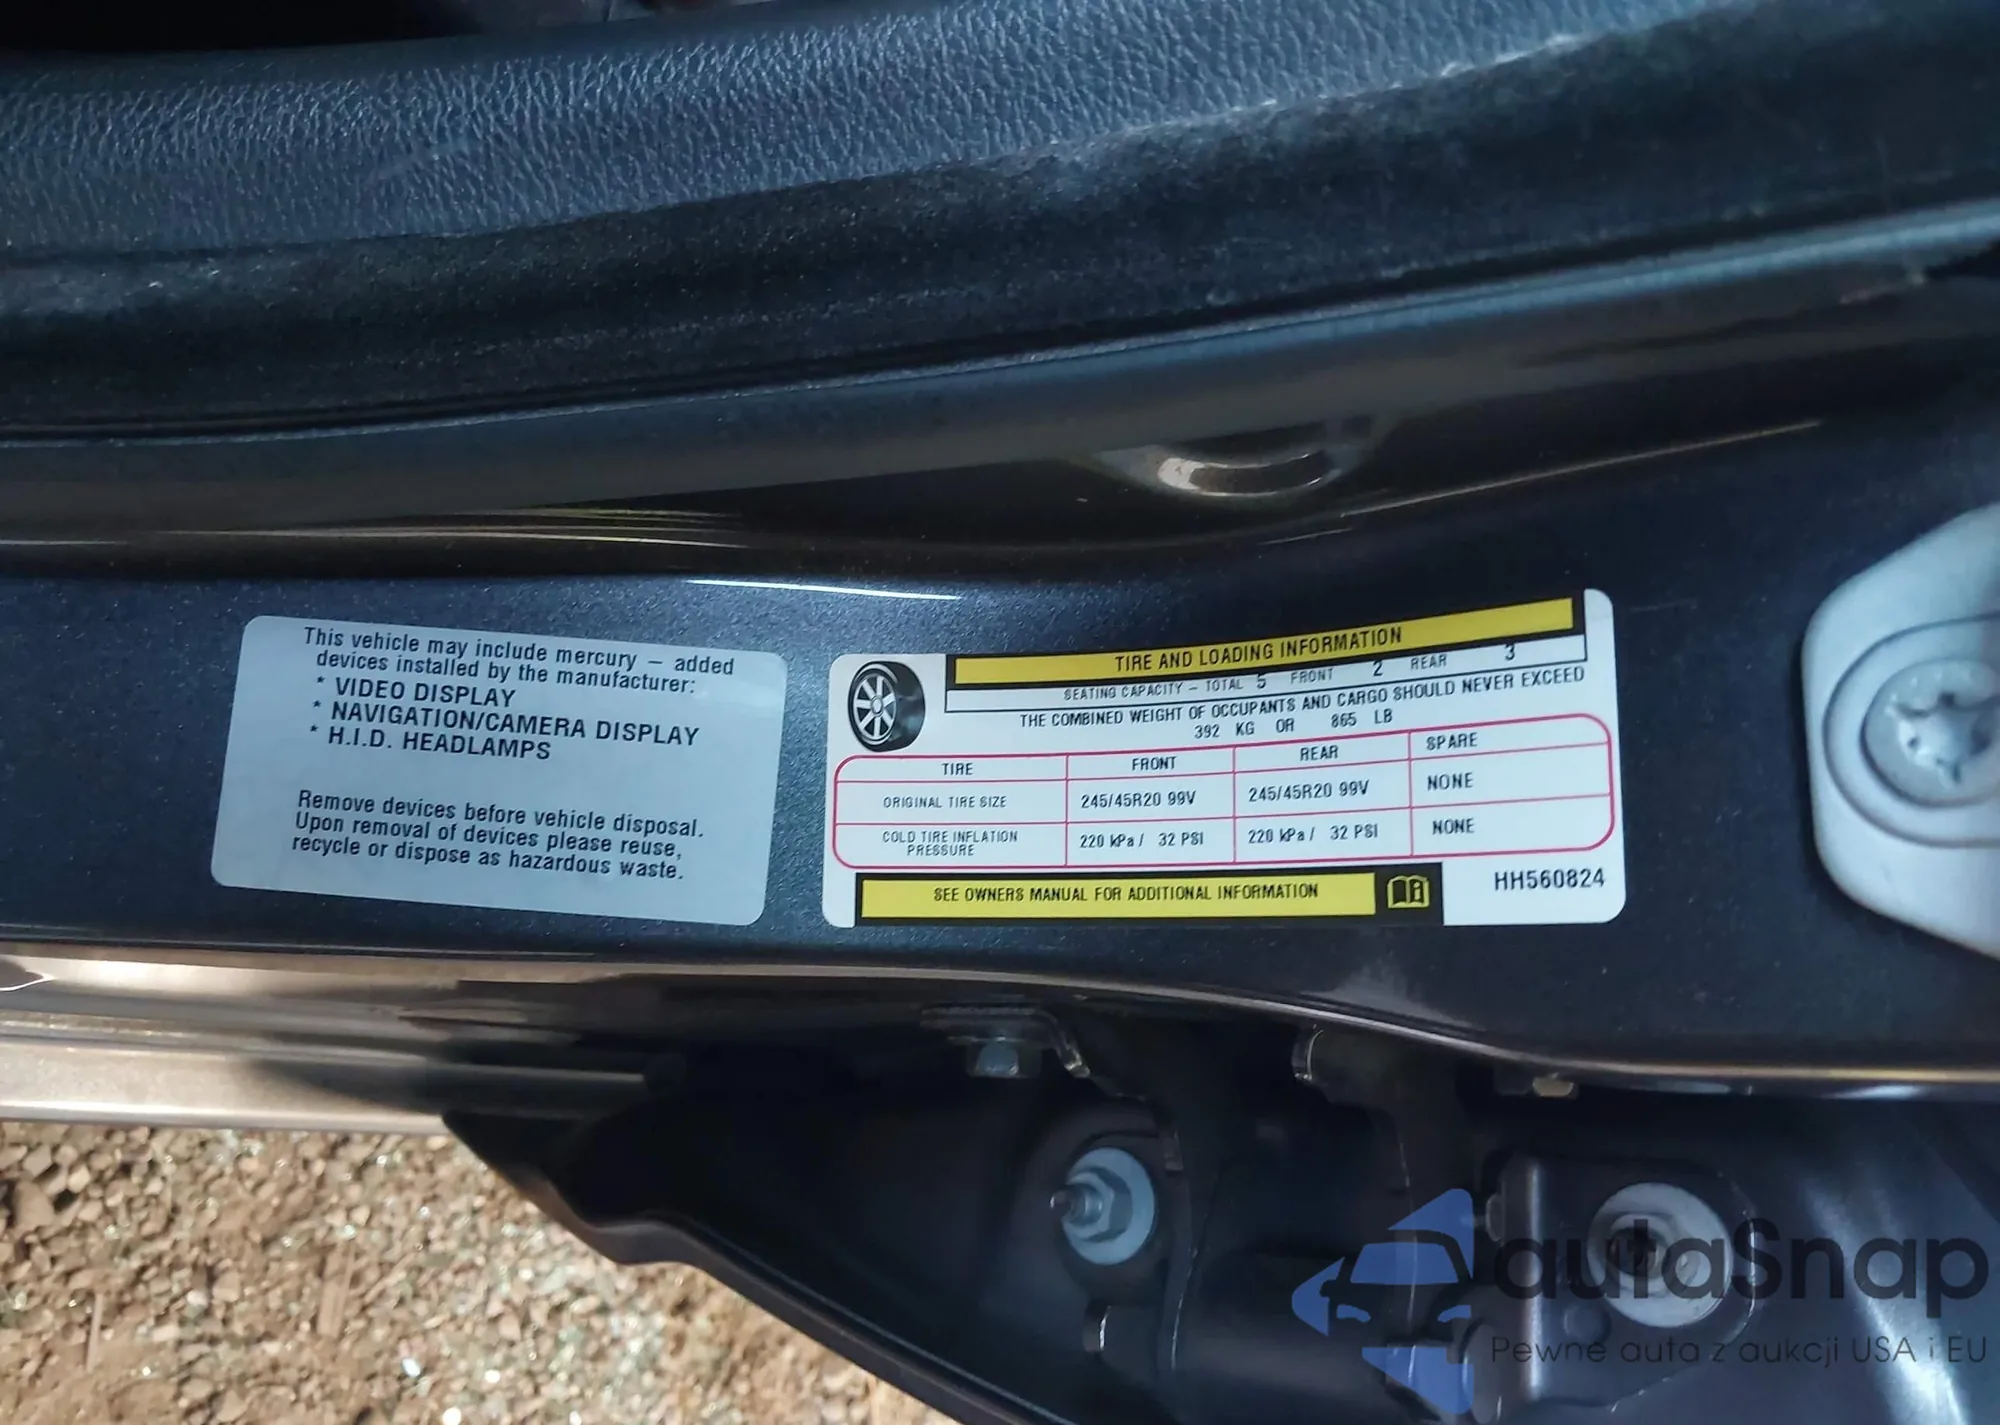 This vehicle may include mercury – added
devices installed by the manufacturer:
* VIDEO DISPLAY
* NAVIGATION/CAMERA DISPLAY
* H.I.D. HEADLAMPS
Remove devices before vehicle disposal.
Upon removal of devices please reuse,
recycle or dispose as hazardous waste.
TIRE AND LOADING INFORMATION
SEATING CAPACITY – TOTAL 5 FRONT 2 REAR 3
THE COMBINED WEIGHT OF OCCUPANTS AND CARGO SHOULD NEVER EXCEED
392 KG OR 865 LB
TIRE FRONT REAR SPARE
ORIGINAL TIRE SIZE 245/45R20 99V 245/45R20 99V NONE
COLD TIRE INFLATION PRESSURE 220 kPa / 32 PSI 220 kPa / 32 PSI NONE
SEE OWNERS MANUAL FOR ADDITIONAL INFORMATION
HH560824
autaSnap
Pewne auta z aukcji USA i EU